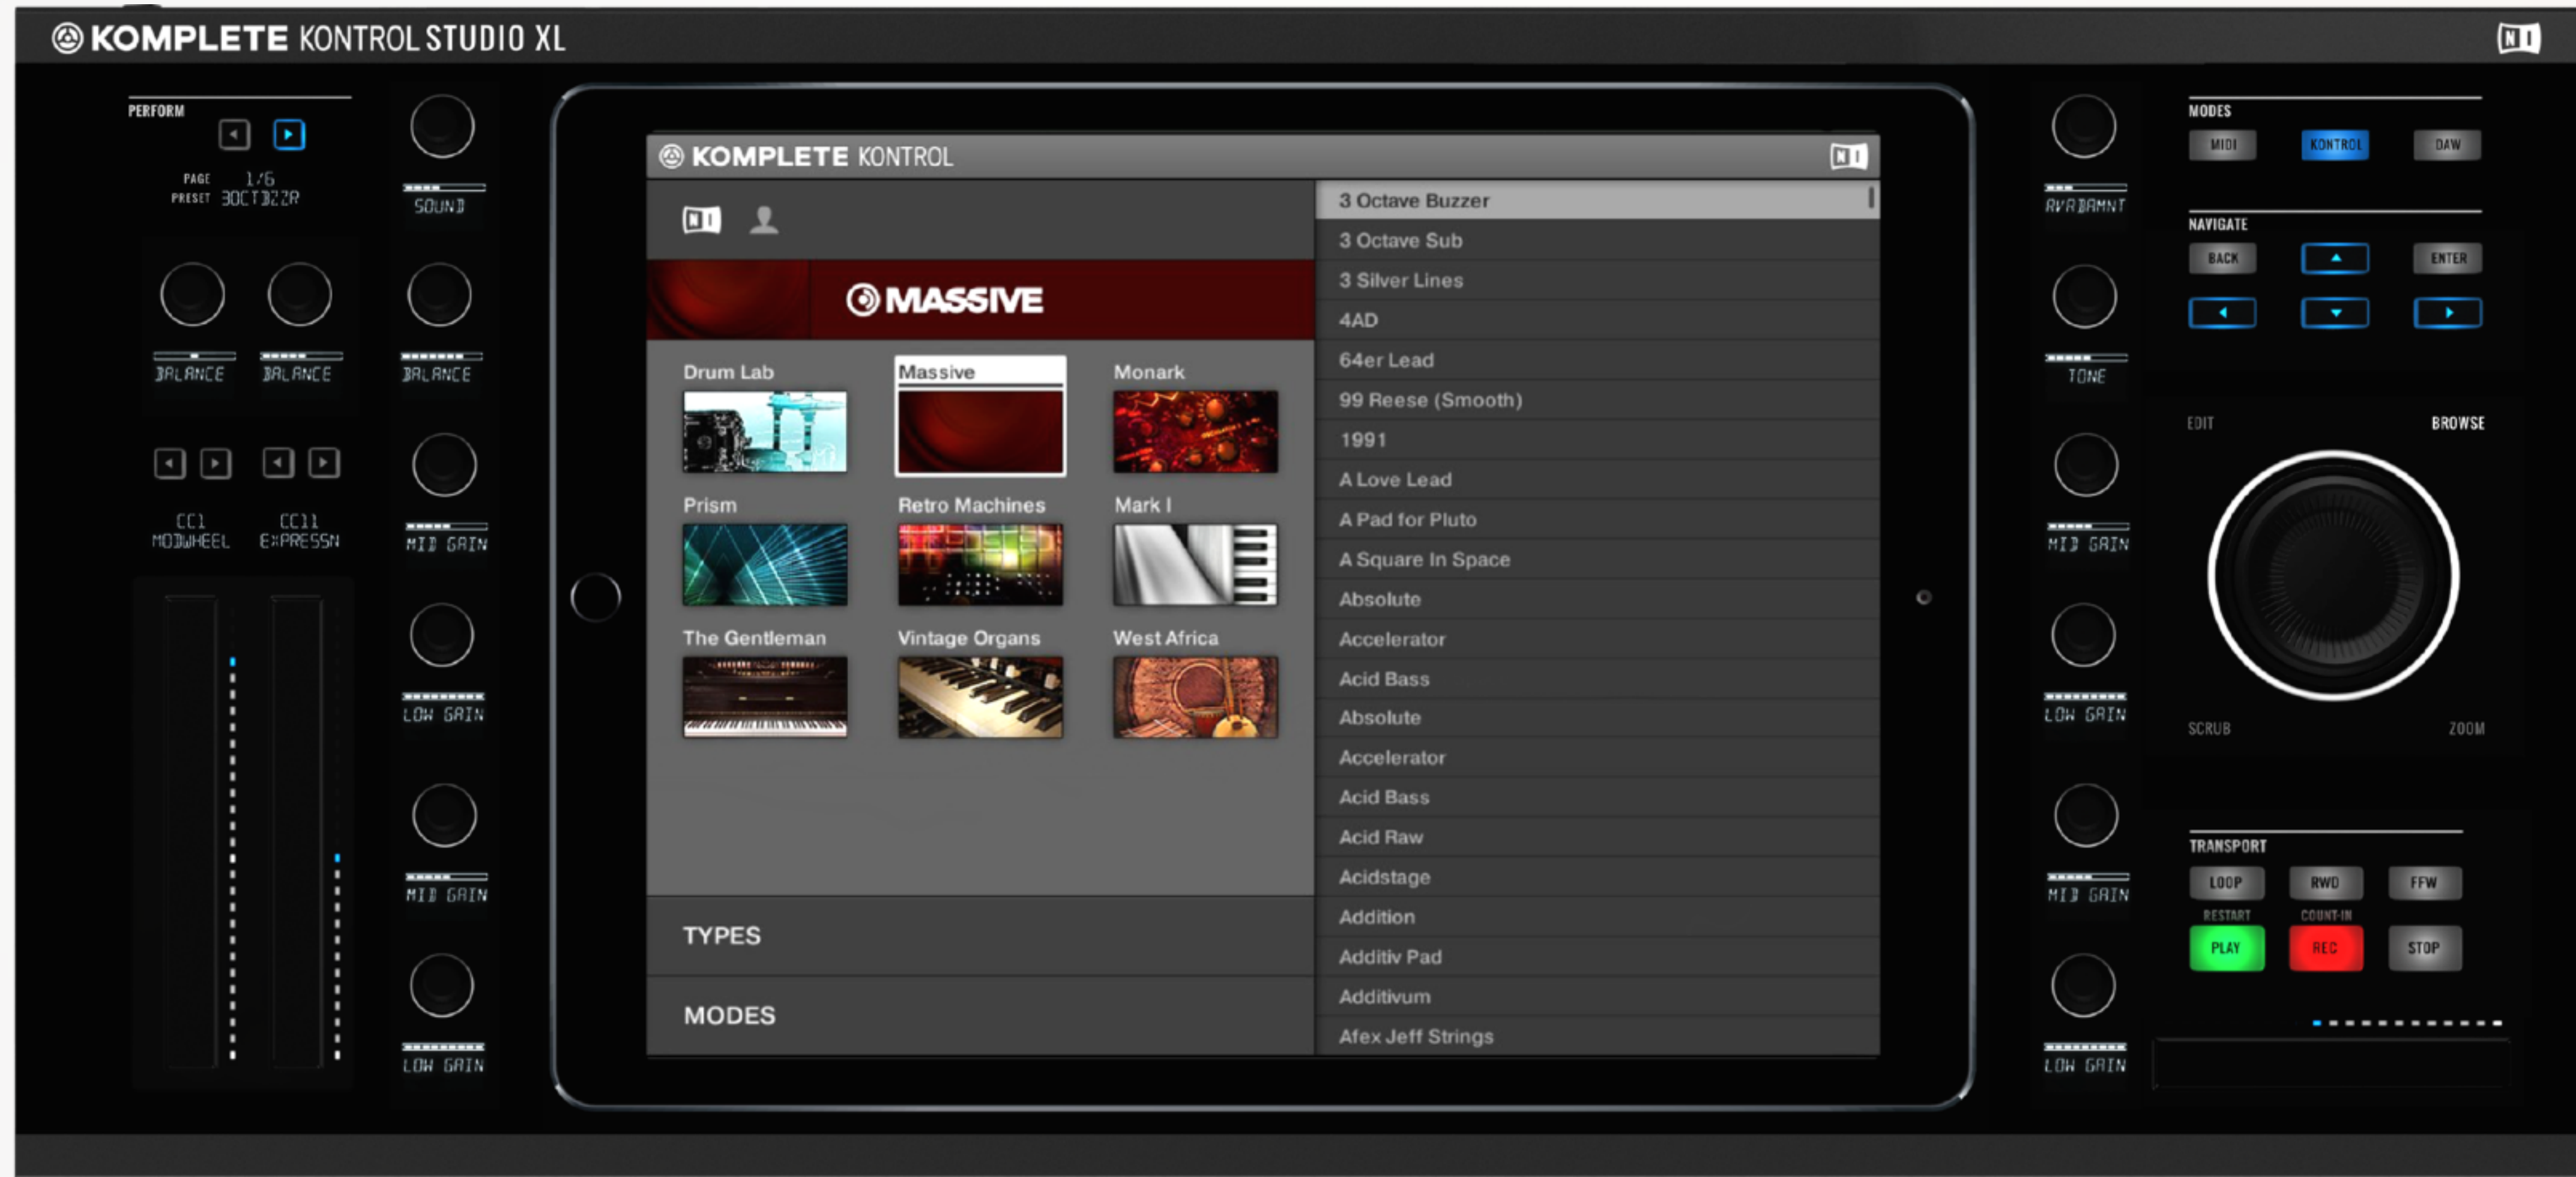 KOMPLETE KONTROL STUDIO XL
NI
PERFORM
PAGE 1/6
PRESET 3OCTBZZR
BALANCE
BALANCE
CC1
MODWHEEL
CC11
EXPRESSN
SOUND
BALANCE
MID GAIN
LOW GAIN
MID GAIN
LOW GAIN
KOMPLETE KONTROL
NI
NI
MASSIVE
Drum Lab
Massive
Monark
Prism
Retro Machines
Mark I
The Gentleman
Vintage Organs
West Africa
TYPES
MODES
3 Octave Buzzer
3 Octave Sub
3 Silver Lines
4AD
64er Lead
99 Reese (Smooth)
1991
A Love Lead
A Pad for Pluto
A Square In Space
Absolute
Accelerator
Acid Bass
Absolute
Accelerator
Acid Bass
Acid Raw
Acidstage
Addition
Additiv Pad
Additivum
Afex Jeff Strings
RVRBAMNT
TONE
MID GAIN
LOW GAIN
MID GAIN
LOW GAIN
MODES
MIDI KONTROL DAW
NAVIGATE
BACK ENTER
EDIT BROWSE
SCRUB ZOOM
TRANSPORT
LOOP RWD FFW
RESTART COUNT-IN
PLAY REC STOP